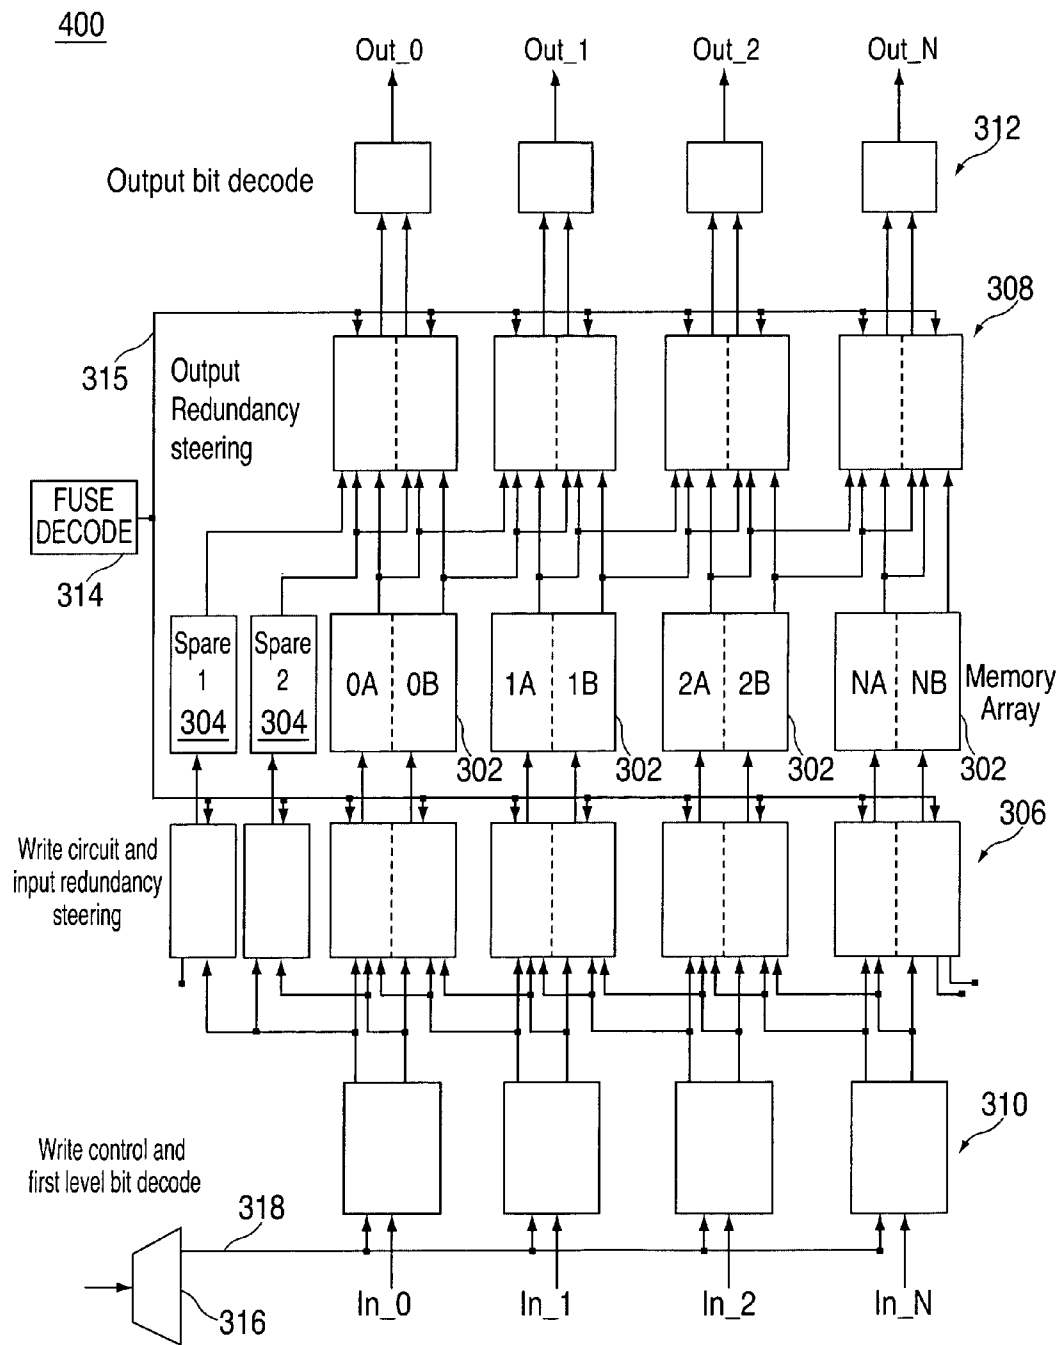 400
Out_0 Out_1 Out_2 Out_N
312
Output bit decode
308
315
Output
Redundancy
steering
FUSE
DECODE
314
Spare
1
304
Spare
2
304
0A 0B 1A 1B 2A 2B NA NB
Memory
Array
302 302 302 302
Write circuit and
input redundancy
steering
306
310
Write control and
first level bit decode
318
316
In_0 In_1 In_2 In_N